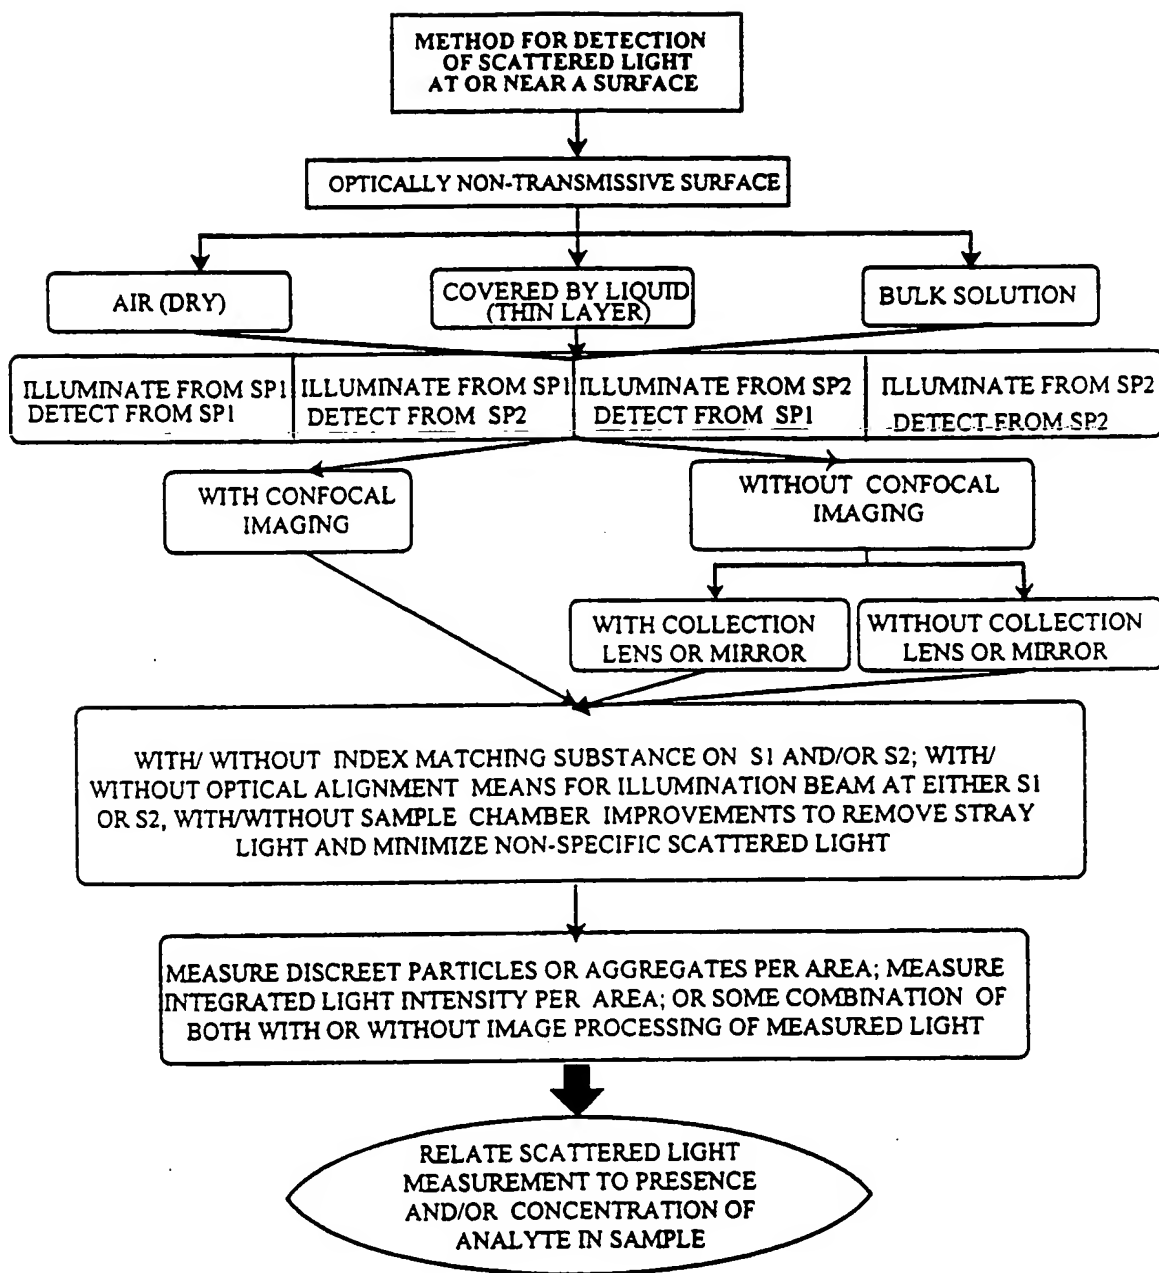 METHOD FOR DETECTION
OF SCATTERED LIGHT
AT OR NEAR A SURFACE
OPTICALLY NON-TRANSMISSIVE SURFACE
AIR (DRY)
COVERED BY LIQUID
(THIN LAYER)
BULK SOLUTION
ILLUMINATE FROM SP1
DETECT FROM SP1
ILLUMINATE FROM SP1
DETECT FROM SP2
ILLUMINATE FROM SP2
DETECT FROM SP1
ILLUMINATE FROM SP2
DETECT FROM SP2
WITH CONFOCAL
IMAGING
WITHOUT CONFOCAL
IMAGING
WITH COLLECTION
LENS OR MIRROR
WITHOUT COLLECTION
LENS OR MIRROR
WITH/ WITHOUT INDEX MATCHING SUBSTANCE ON S1 AND/OR S2; WITH/
WITHOUT OPTICAL ALIGNMENT MEANS FOR ILLUMINATION BEAM AT EITHER S1
OR S2, WITH/WITHOUT SAMPLE CHAMBER IMPROVEMENTS TO REMOVE STRAY
LIGHT AND MINIMIZE NON-SPECIFIC SCATTERED LIGHT
MEASURE DISCREET PARTICLES OR AGGREGATES PER AREA; MEASURE
INTEGRATED LIGHT INTENSITY PER AREA; OR SOME COMBINATION OF
BOTH WITH OR WITHOUT IMAGE PROCESSING OF MEASURED LIGHT
RELATE SCATTERED LIGHT
MEASUREMENT TO PRESENCE
AND/OR CONCENTRATION OF
ANALYTE IN SAMPLE